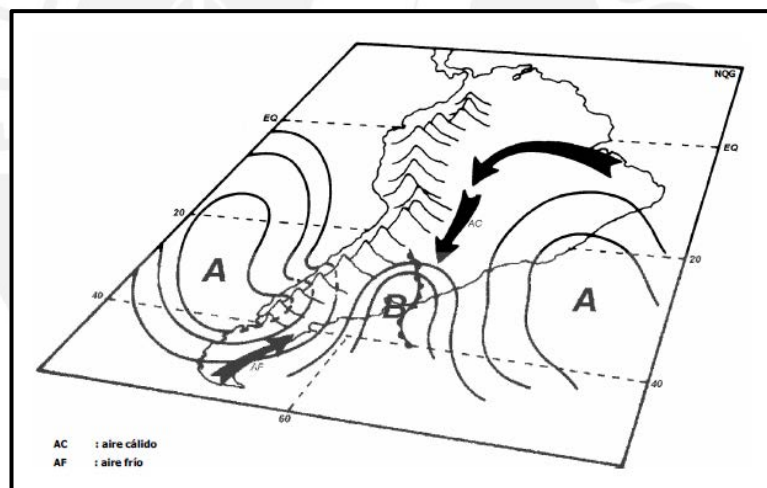 NQG
EQ
EQ
20
AC
A
20
A
B
40
AF
40
60
AC : aire cálido
AF : aire frío